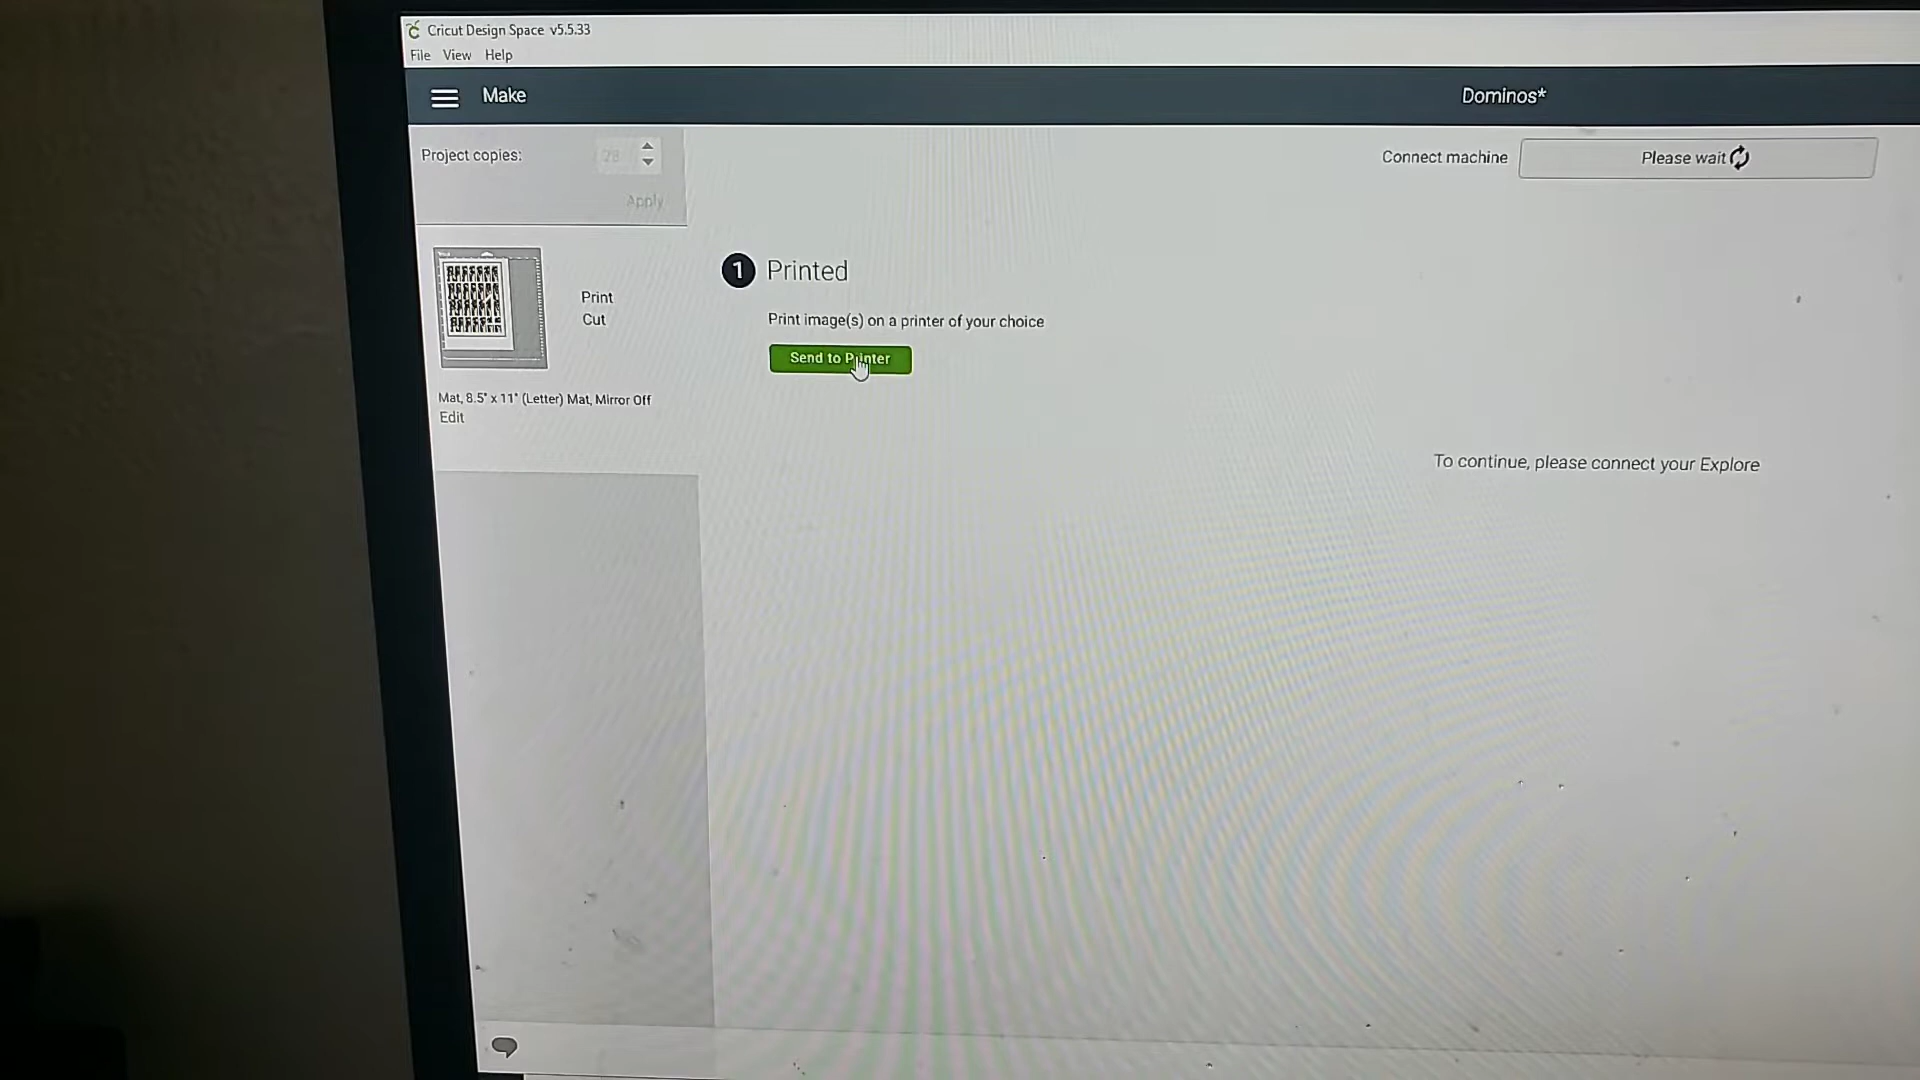 Cricut Design Space v5.5.33
File View Help
Make
Dominos*
Project copies:
28
Apply
Connect machine
Please wait
1 Printed
Print image(s) on a printer of your choice
Send to Printer
Print
Cut
Mat, 8.5" x 11" (Letter) Mat, Mirror Off
Edit
To continue, please connect your Explore